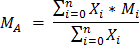 M_A = \frac{\sum_{i=0}^{n} X_i * M_i}{\sum_{i=0}^{n} X_i}